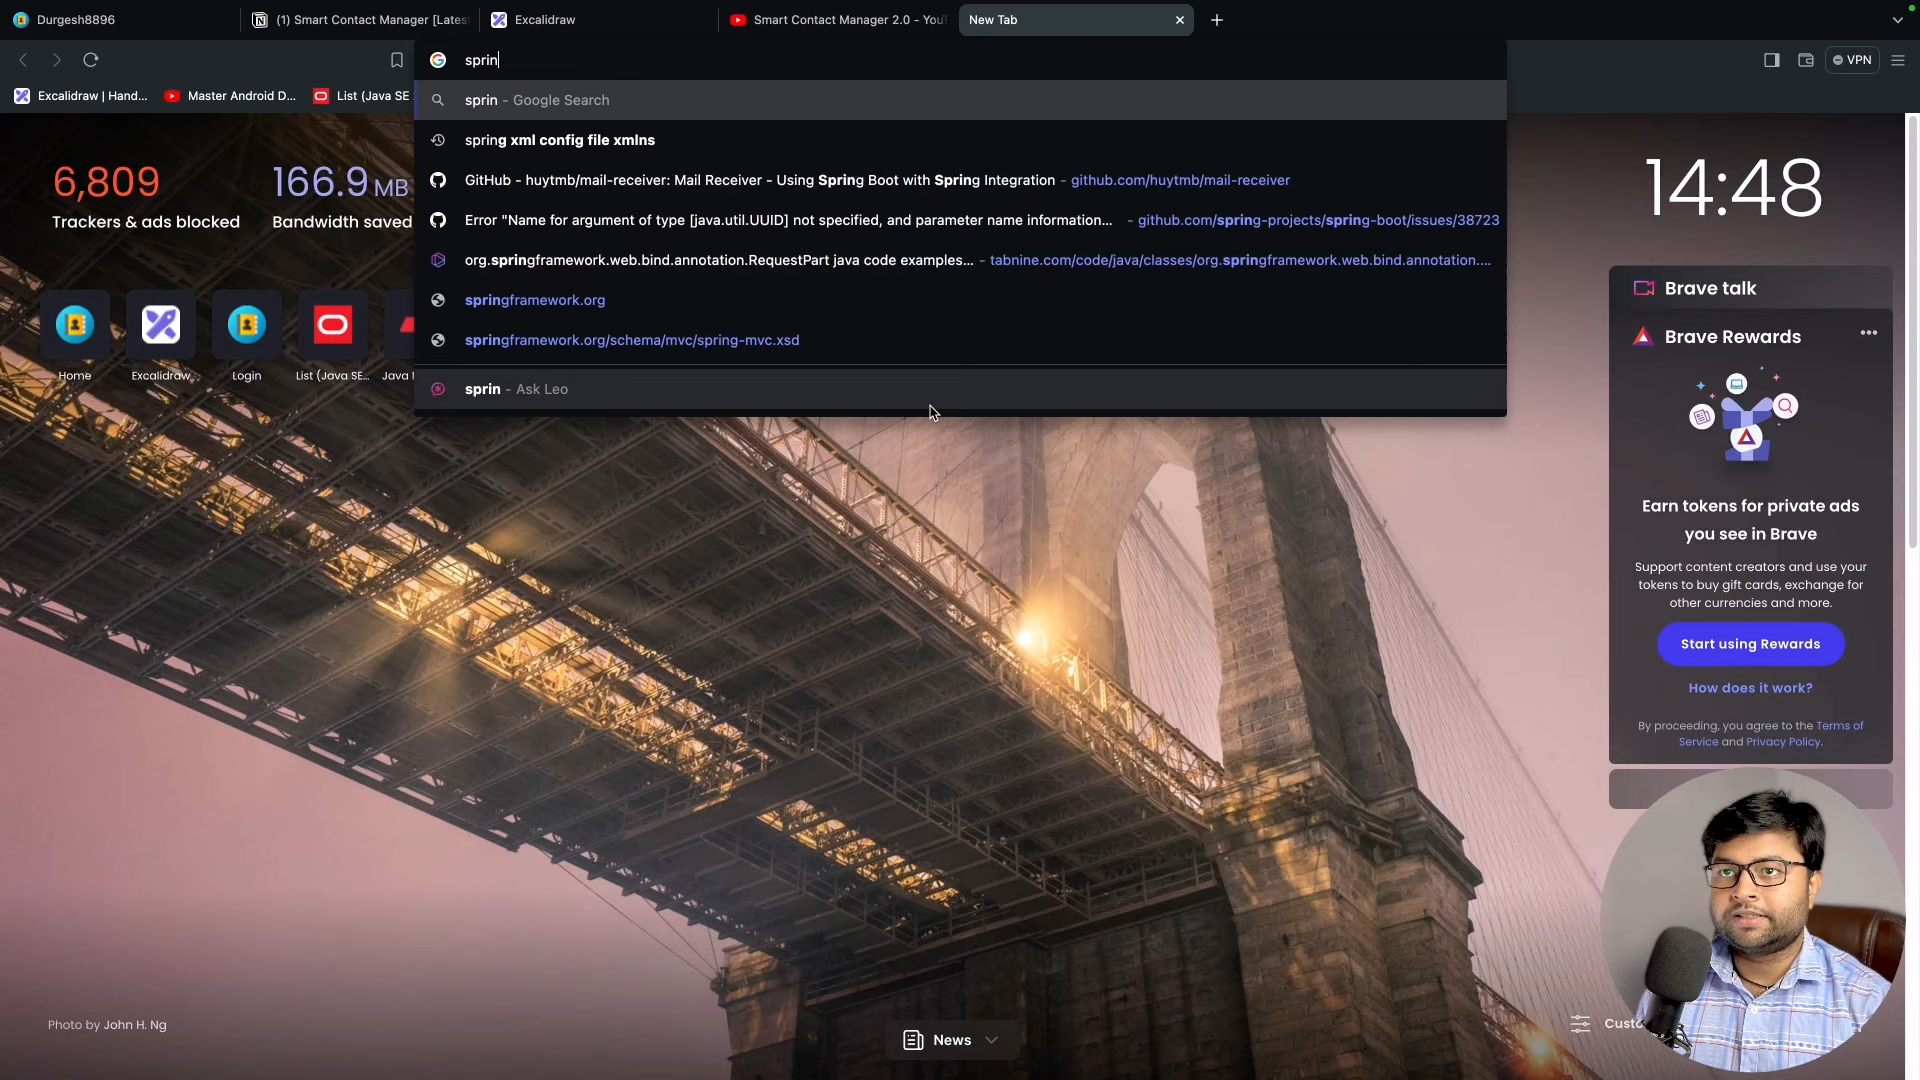 Durgesh8896
(1) Smart Contact Manager [Latest
Excalidraw
Smart Contact Manager 2.0 - YouT
New Tab
sprin
VPN
Excalidraw | Hand...
Master Android D...
List (Java SE
sprin - Google Search
spring xml config file xmlns
GitHub - huytmb/mail-receiver: Mail Receiver - Using Spring Boot with Spring Integration - github.com/huytmb/mail-receiver
Error "Name for argument of type [java.util.UUID] not specified, and parameter name information... - github.com/spring-projects/spring-boot/issues/38723
org.springframework.web.bind.annotation.RequestPart java code examples... - tabnine.com/code/java/classes/org.springframework.web.bind.annotation....
springframework.org
springframework.org/schema/mvc/spring-mvc.xsd
sprin - Ask Leo
6,809
Trackers & ads blocked
166.9 MB
Bandwidth saved
14:48
Home
Excalidraw...
Login
List (Java SE...
Java
Brave talk
Brave Rewards
Earn tokens for private ads
you see in Brave
Support content creators and use your
tokens to buy gift cards, exchange for
other currencies and more.
Start using Rewards
How does it work?
By proceeding, you agree to the Terms of
Service and Privacy Policy.
Photo by John H. Ng
News